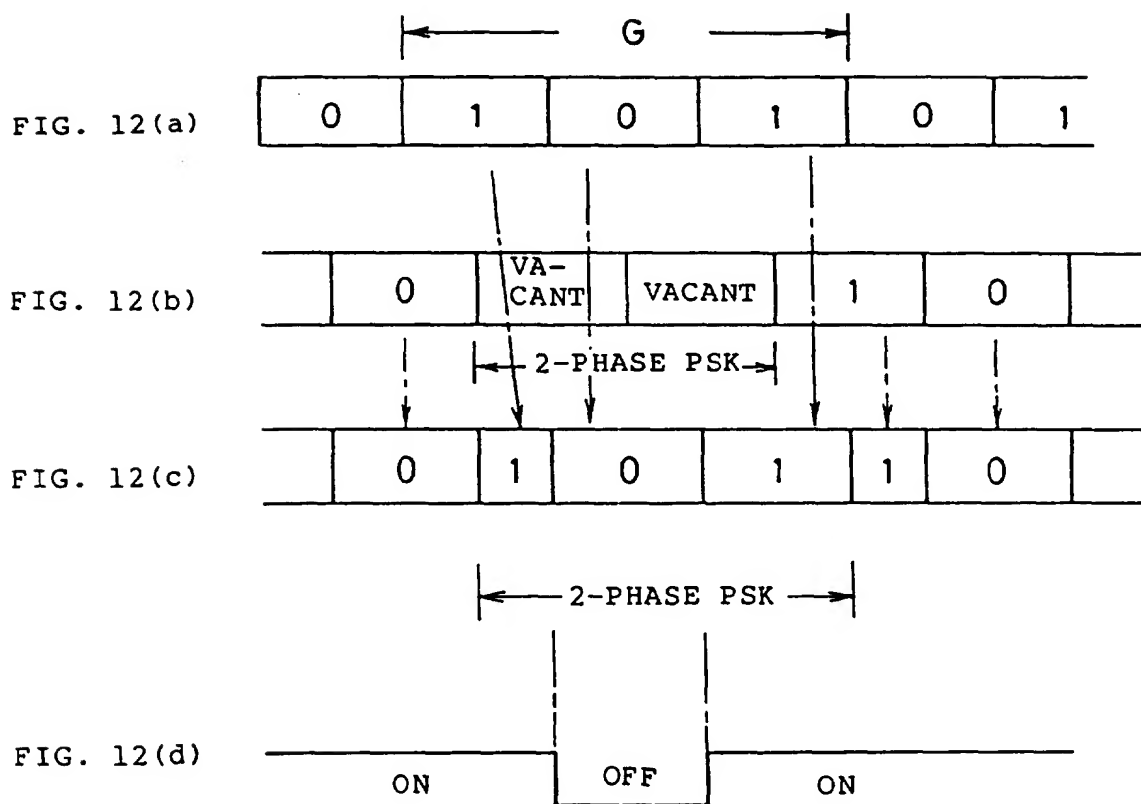 G
FIG. 12(a) 0 1 0 1 0 1
FIG. 12(b) 0 VA-
CANT VACANT 1 0
2-PHASE PSK
FIG. 12(c) 0 1 0 1 1 0
2-PHASE PSK
FIG. 12(d) ON OFF ON